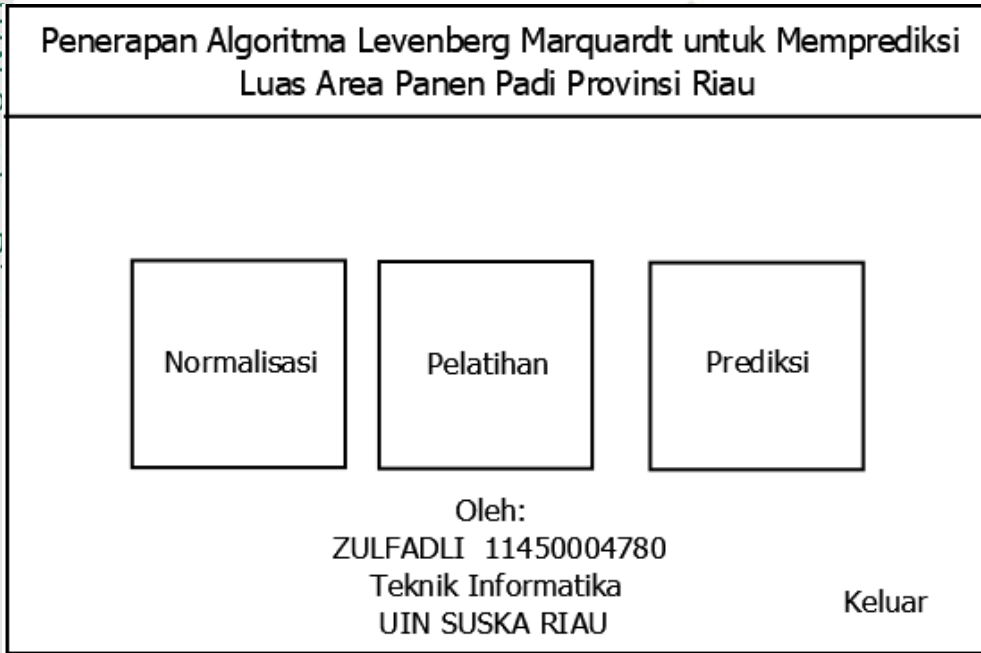 Penerapan Algoritma Levenberg Marquardt untuk Memprediksi
Luas Area Panen Padi Provinsi Riau
Normalisasi
Pelatihan
Prediksi
Oleh:
ZULFADLI 11450004780
Teknik Informatika
UIN SUSKA RIAU
Keluar